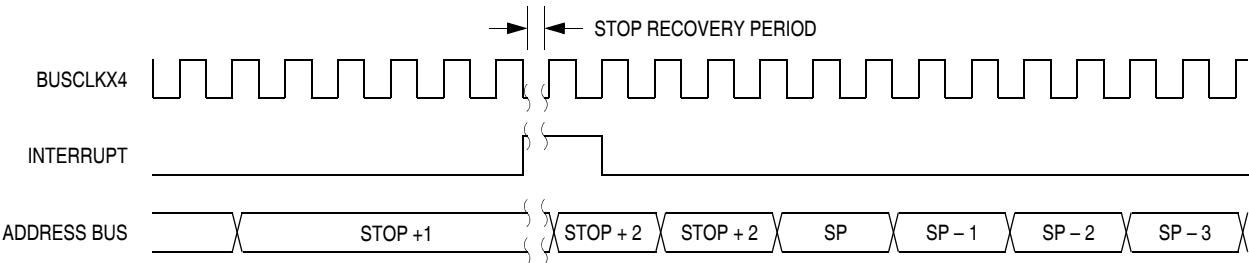 STOP RECOVERY PERIOD
BUSCLKX4
INTERRUPT
ADDRESS BUS
STOP +1
STOP + 2
STOP + 2
SP
SP – 1
SP – 2
SP – 3